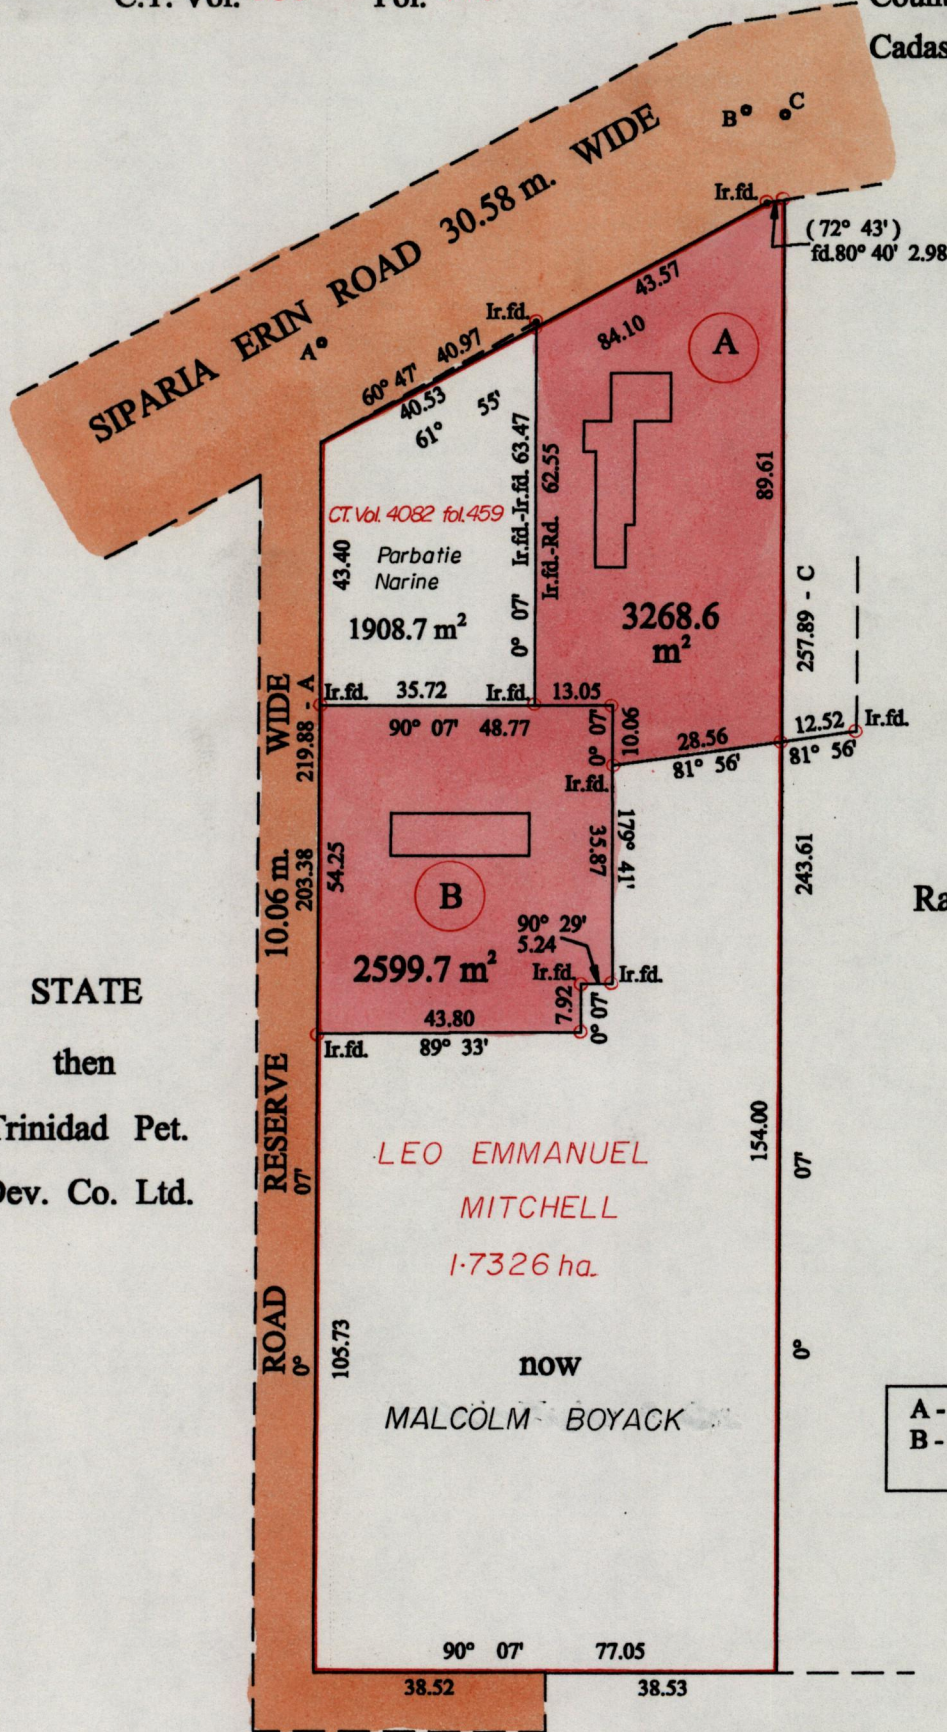 C.T. Vol. Fol.
Cadas
B C
SIPARIA ERIN ROAD 30.58 m. WIDE
A
Ir.fd.
(72° 43')
fd.80° 40' 2.98
43.57
84.10
A
Ir.fd.
60° 47' 40.97
40.53
61° 55'
Ir.fd.-Ir.fd. 63.47
0° 07'
Ir.fd.-Rd. 62.55
89.61
CT. Vol. 4082 fol.459
Parbatie
Narine
43.40
1908.7 m²
3268.6
m²
257.89 - C
Ir.fd. 35.72 Ir.fd. 13.05
90° 07' 48.77
0° 07'
10.06
28.56
81° 56'
12.52 Ir.fd.
81° 56'
Ir.fd.
219.88 - A
203.38
54.25
179° 41'
35.87
243.61
B
90° 29'
5.24
2599.7 m²
Ir.fd. Ir.fd.
7.92
0° 07'
43.80
Ir.fd. 89° 33'
Ra
STATE
then
Trinidad Pet.
Dev. Co. Ltd.
ROAD RESERVE 10.06 m. WIDE
0° 07'
LEO EMMANUEL
MITCHELL
1.7326 ha.
154.00
0° 07'
105.73
now
MALCOLM BOYACK
A -
B -
90° 07' 77.05
38.52 38.53